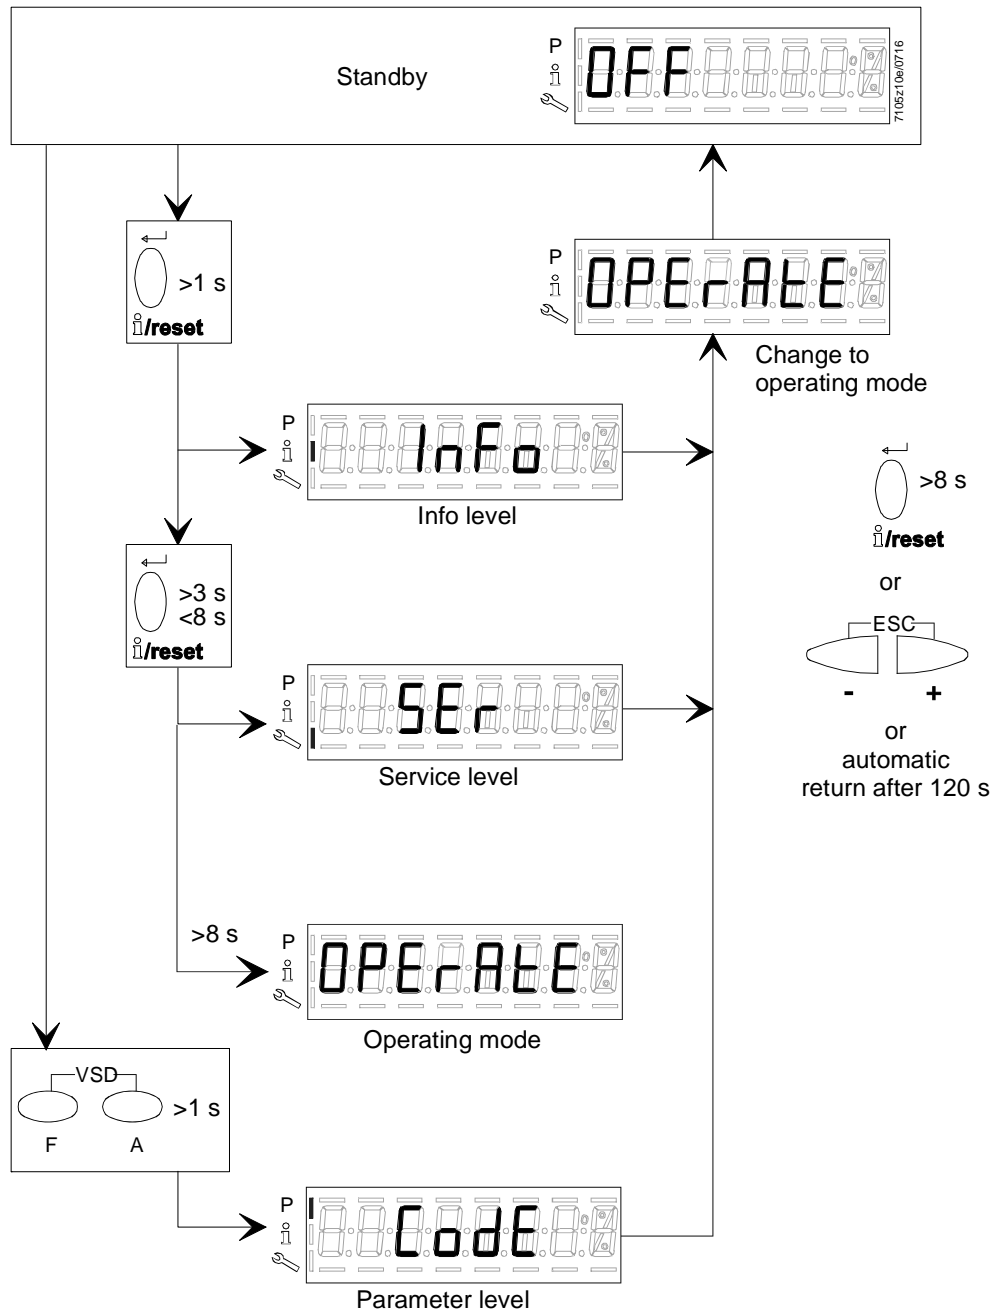 Standby
P
i
OFF
7105z10e/0716
>1 s
i/reset
P
i
OPErAtE
Change to
operating mode
P
i
InFo
Info level
>8 s
i/reset
or
ESC
- +
or
automatic
return after 120 s
>3 s
<8 s
i/reset
P
i
SEr
Service level
>8 s
P
i
OPErAtE
Operating mode
VSD
>1 s
F A
P
i
CodE
Parameter level